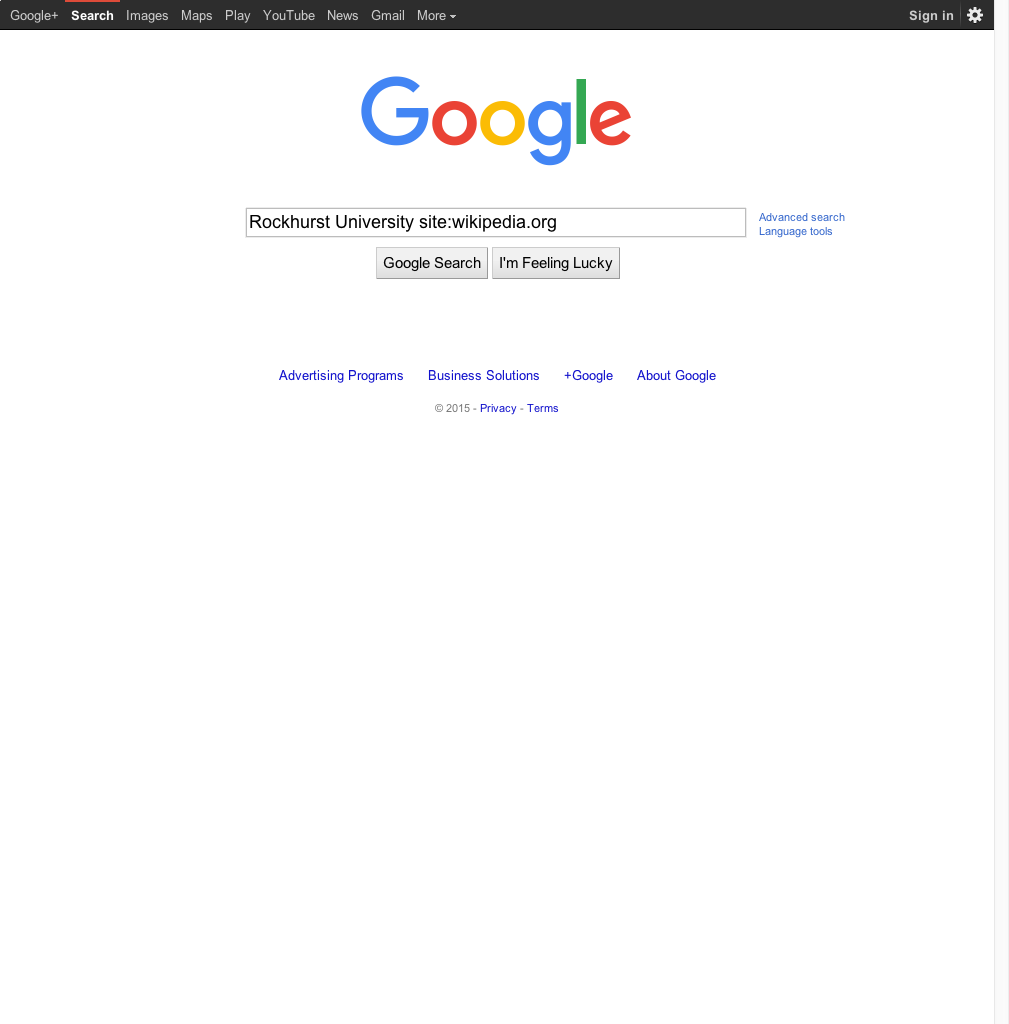 Google+ Search Images Maps Play YouTube News Gmail More Sign in
Google
Rockhurst University site:wikipedia.org
Advanced search
Language tools
Google Search I'm Feeling Lucky
Advertising Programs Business Solutions +Google About Google
© 2015 - Privacy - Terms